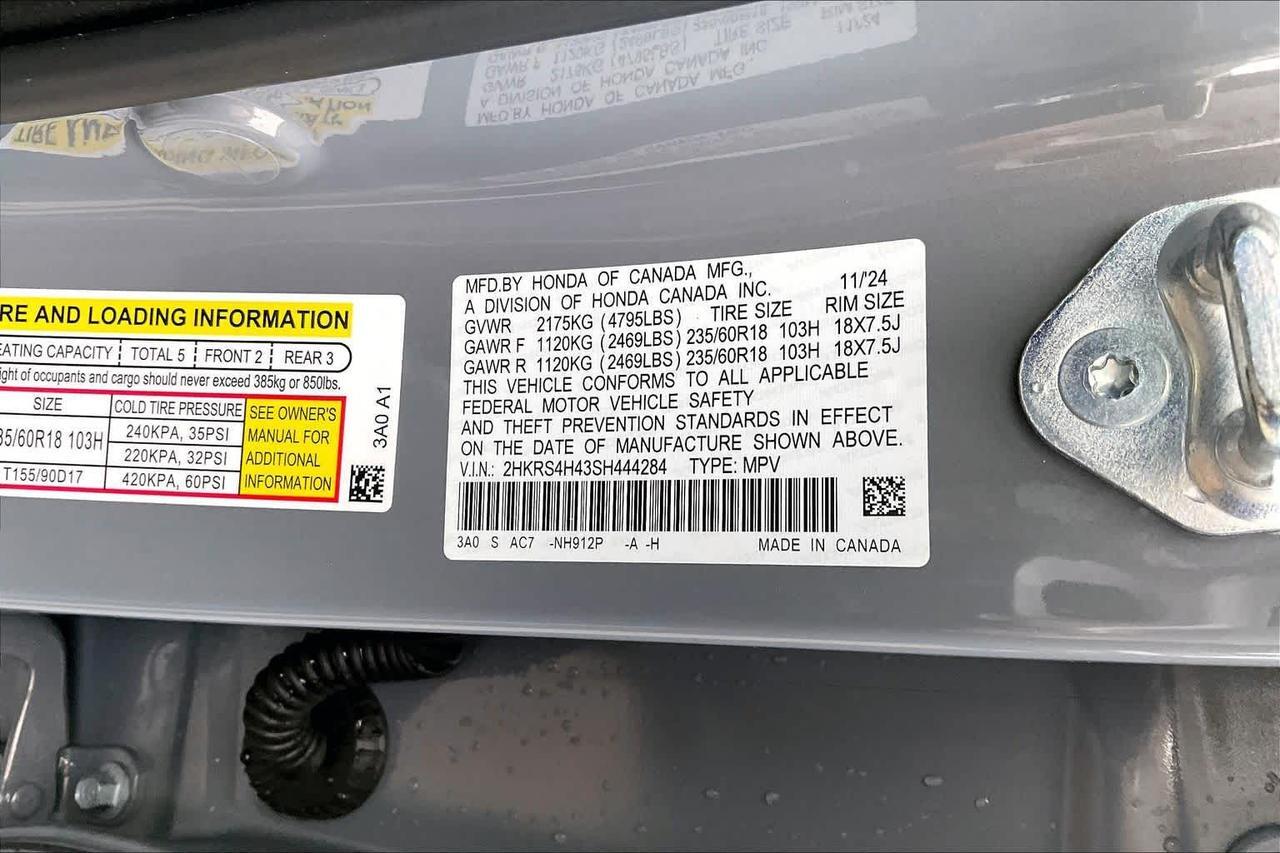 RE AND LOADING INFORMATION
EATING CAPACITY TOTAL 5 FRONT 2 REAR 3
ight of occupants and cargo should never exceed 385kg or 850lbs.
SIZE COLD TIRE PRESSURE
35/60R18 103H 240KPA, 35PSI
220KPA, 32PSI
T155/90D17 420KPA, 60PSI
SEE OWNER'S
MANUAL FOR
ADDITIONAL
INFORMATION
3A0 A1
MFD.BY HONDA OF CANADA MFG., 11/'24
A DIVISION OF HONDA CANADA INC.
GVWR 2175KG (4795LBS) TIRE SIZE RIM SIZE
GAWR F 1120KG (2469LBS) 235/60R18 103H 18X7.5J
GAWR R 1120KG (2469LBS) 235/60R18 103H 18X7.5J
THIS VEHICLE CONFORMS TO ALL APPLICABLE
FEDERAL MOTOR VEHICLE SAFETY
AND THEFT PREVENTION STANDARDS IN EFFECT
ON THE DATE OF MANUFACTURE SHOWN ABOVE.
V.I.N.: 2HKRS4H43SH444284 TYPE: MPV
3A0 S AC7 -NH912P -A -H MADE IN CANADA